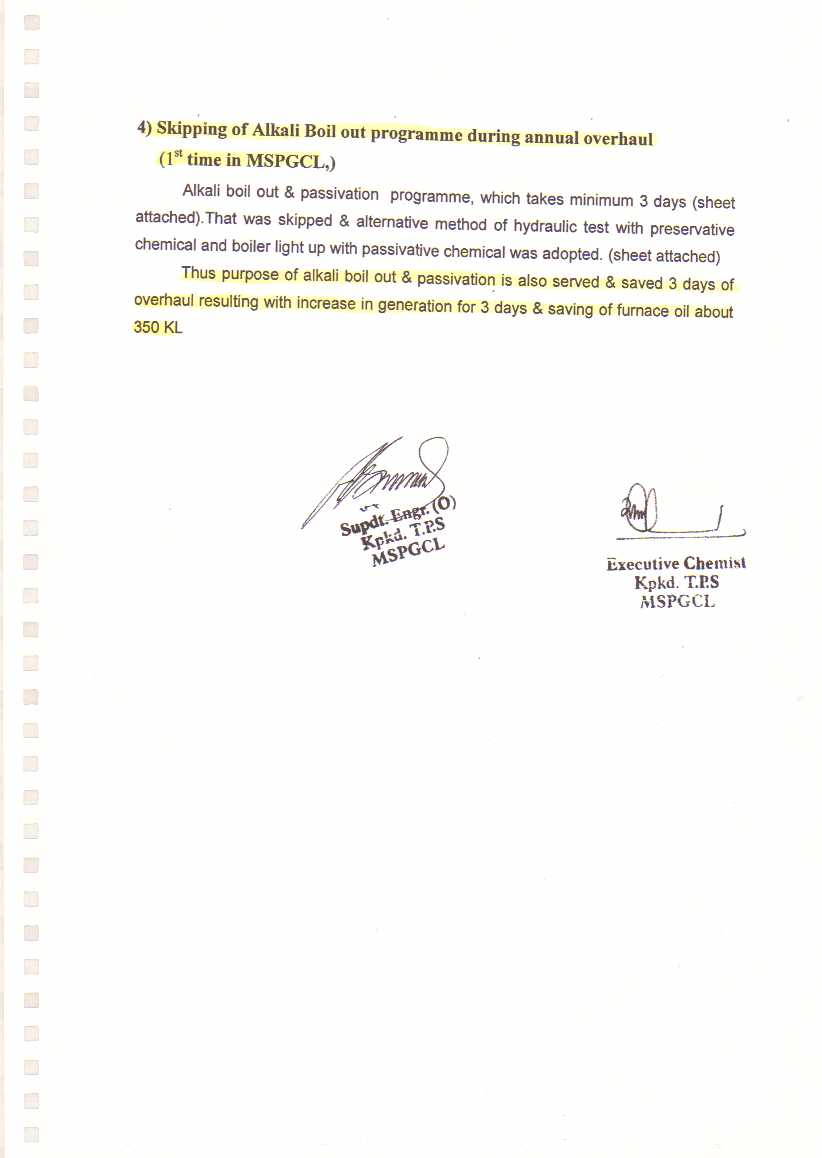 4) Skipping of Alkali Boil out programme during annual overhaul
(1st time in MSPGCL,)
Alkali boil out & passivation programme, which takes minimum 3 days (sheet
attached).That was skipped & alternative method of hydraulic test with preservative
chemical and boiler light up with passivative chemical was adopted. (sheet attached)
Thus purpose of alkali boil out & passivation is also served & saved 3 days of
overhaul resulting with increase in generation for 3 days & saving of furnace oil about
350 KL
Supdt. Engr. (O)
Kpkd. T.P.S
MSPGCL
Executive Chemist
Kpkd. T.P.S
MSPGCL